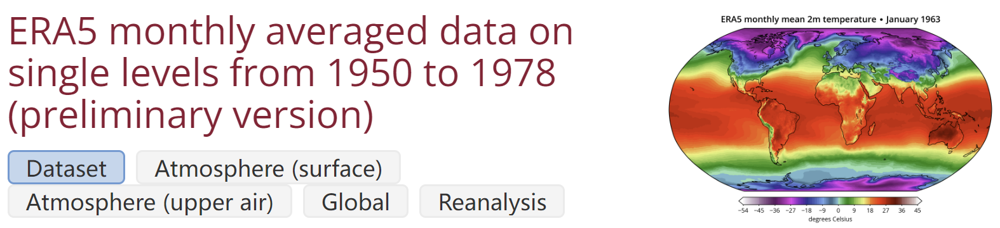 ERA5 monthly averaged data on
single levels from 1950 to 1978
(preliminary version)
Dataset
Atmosphere (surface)
Atmosphere (upper air)
Global
Reanalysis
ERA5 monthly mean 2m temperature • January 1963
−54 −45 −36 −27 −18 −9 0 9 18 27 36 45
degrees Celsius